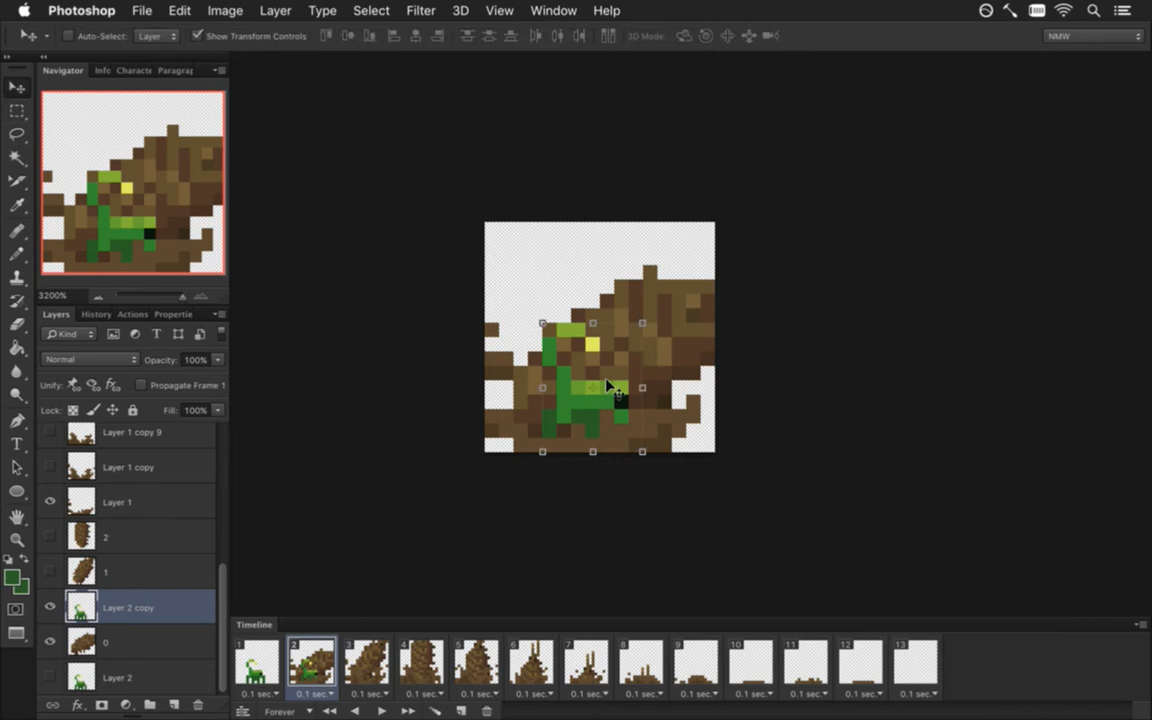 Photoshop File Edit Image Layer Type Select Filter 3D View Window Help
Auto-Select: Layer Show Transform Controls 3D Mode: NMW
Navigator Info Characte Paragrap
3200%
Layers History Actions Propertie
Kind
Normal Opacity: 100%
Unify: Propagate Frame 1
Lock: Fill: 100%
Layer 1 copy 9
Layer 1 copy
Layer 1
2
1
Layer 2 copy
0
Layer 2
fx
Timeline
1 2 3 4 5 6 7 8 9 10 11 12 13
0.1 sec. 0.1 sec. 0.1 sec. 0.1 sec. 0.1 sec. 0.1 sec. 0.1 sec. 0.1 sec. 0.1 sec. 0.1 sec. 0.1 sec. 0.1 sec. 0.1 sec.
Forever